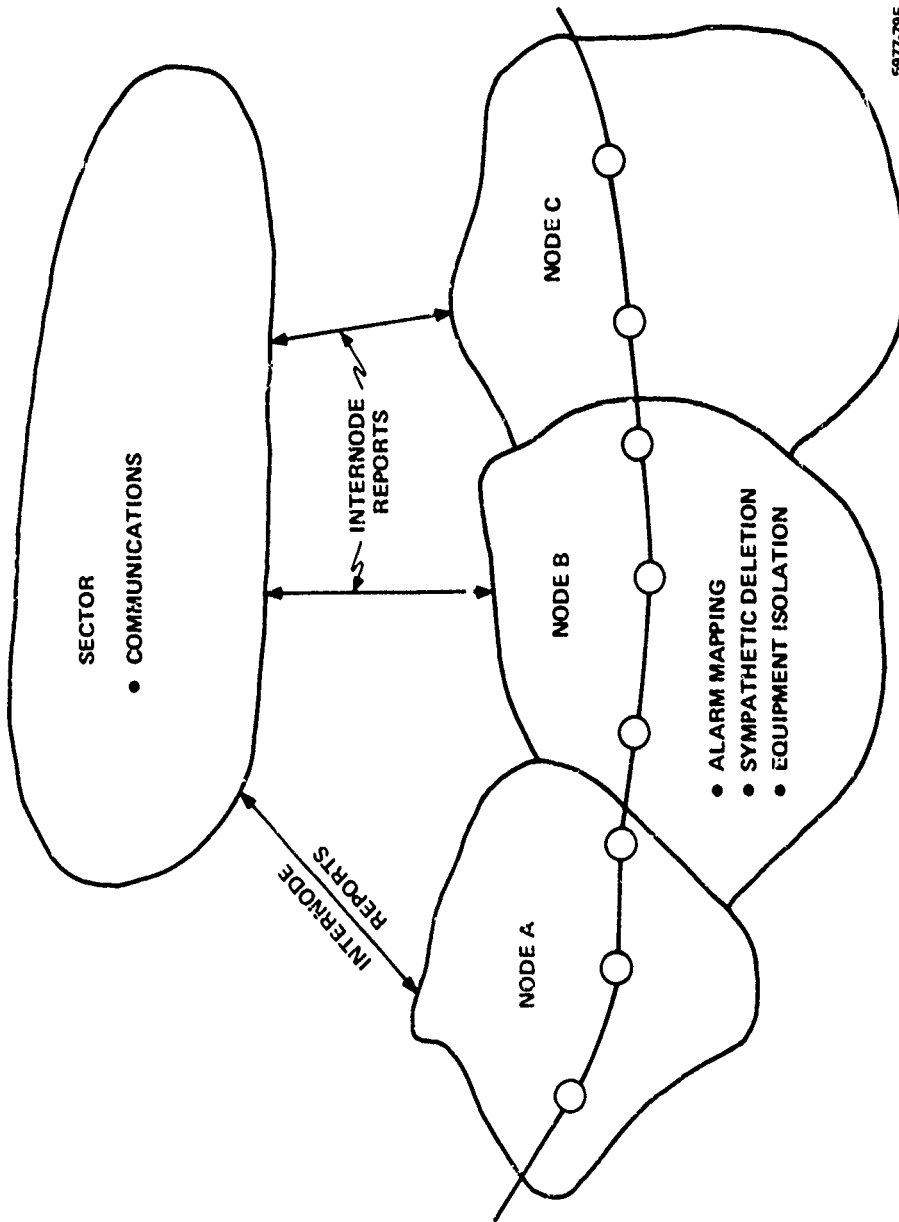 SECTOR
• COMMUNICATIONS
INTERNODE
REPORTS
INTERNODE
REPORTS
NODE A
NODE B
NODE C
• ALARM MAPPING
• SYMPATHETIC DELETION
• EQUIPMENT ISOLATION